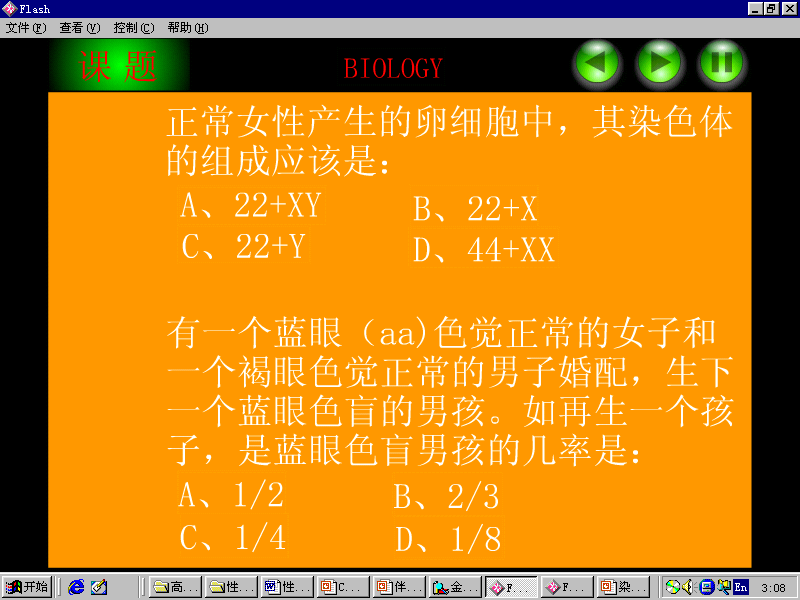 Flash
文件(F) 查看(V) 控制(C) 帮助(H)
课 题
BIOLOGY
正常女性产生的卵细胞中，其染色体
的组成应该是：
A、22+XY B、22+X
C、22+Y D、44+XX
有一个蓝眼（aa)色觉正常的女子和
一个褐眼色觉正常的男子婚配，生下
一个蓝眼色盲的男孩。如再生一个孩
子，是蓝眼色盲男孩的几率是：
A、1/2 B、2/3
C、1/4 D、1/8
开始 高... 性... 性... C... 伴... 金... F... F... 染... En 3:08